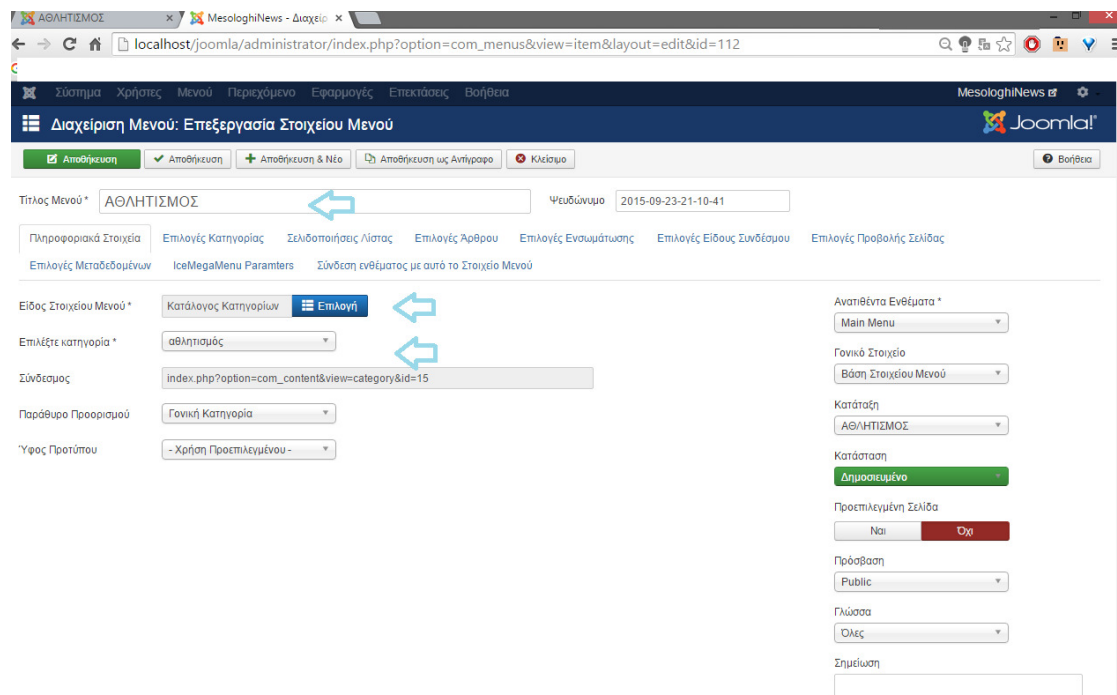 ΑΘΛΗΤΙΣΜΟΣ
MesologhiNews - Διαχείρ
localhost/joomla/administrator/index.php?option=com_menus&view=item&layout=edit&id=112
Σύστημα Χρήστες Μενού Περιεχόμενο Εφαρμογές Επεκτάσεις Βοήθεια MesologhiNews
Διαχείριση Μενού: Επεξεργασία Στοιχείου Μενού Joomla!
Αποθήκευση Αποθήκευση Αποθήκευση & Νέο Αποθήκευση ως Αντίγραφο Κλείσιμο Βοήθεια
Τίτλος Μενού * ΑΘΛΗΤΙΣΜΟΣ Ψευδώνυμο 2015-09-23-21-10-41
Πληροφοριακά Στοιχεία Επιλογές Κατηγορίας Σελιδοποιήσεις Λίστας Επιλογές Άρθρου Επιλογές Ενσωμάτωσης Επιλογές Είδους Συνδέσμου Επιλογές Προβολής Σελίδας
Επιλογές Μεταδεδομένων IceMegaMenu Paramters Σύνδεση ενθέματος με αυτό το Στοιχείο Μενού
Είδος Στοιχείου Μενού * Κατάλογος Κατηγορίων Επιλογή
Επιλέξτε κατηγορία * αθλητισμός
Σύνδεσμος index.php?option=com_content&view=category&id=15
Παράθυρο Προορισμού Γονική Κατηγορία
Ύφος Προτύπου - Χρήση Προεπιλεγμένου -
Ανατιθέντα Ενθέματα *
Main Menu
Γονικό Στοιχείο
Βάση Στοιχείου Μενού
Κατάταξη
ΑΘΛΗΤΙΣΜΟΣ
Κατάσταση
Δημοσιευμένο
Προεπιλεγμένη Σελίδα
Ναι Όχι
Πρόσβαση
Public
Γλώσσα
Όλες
Σημείωση